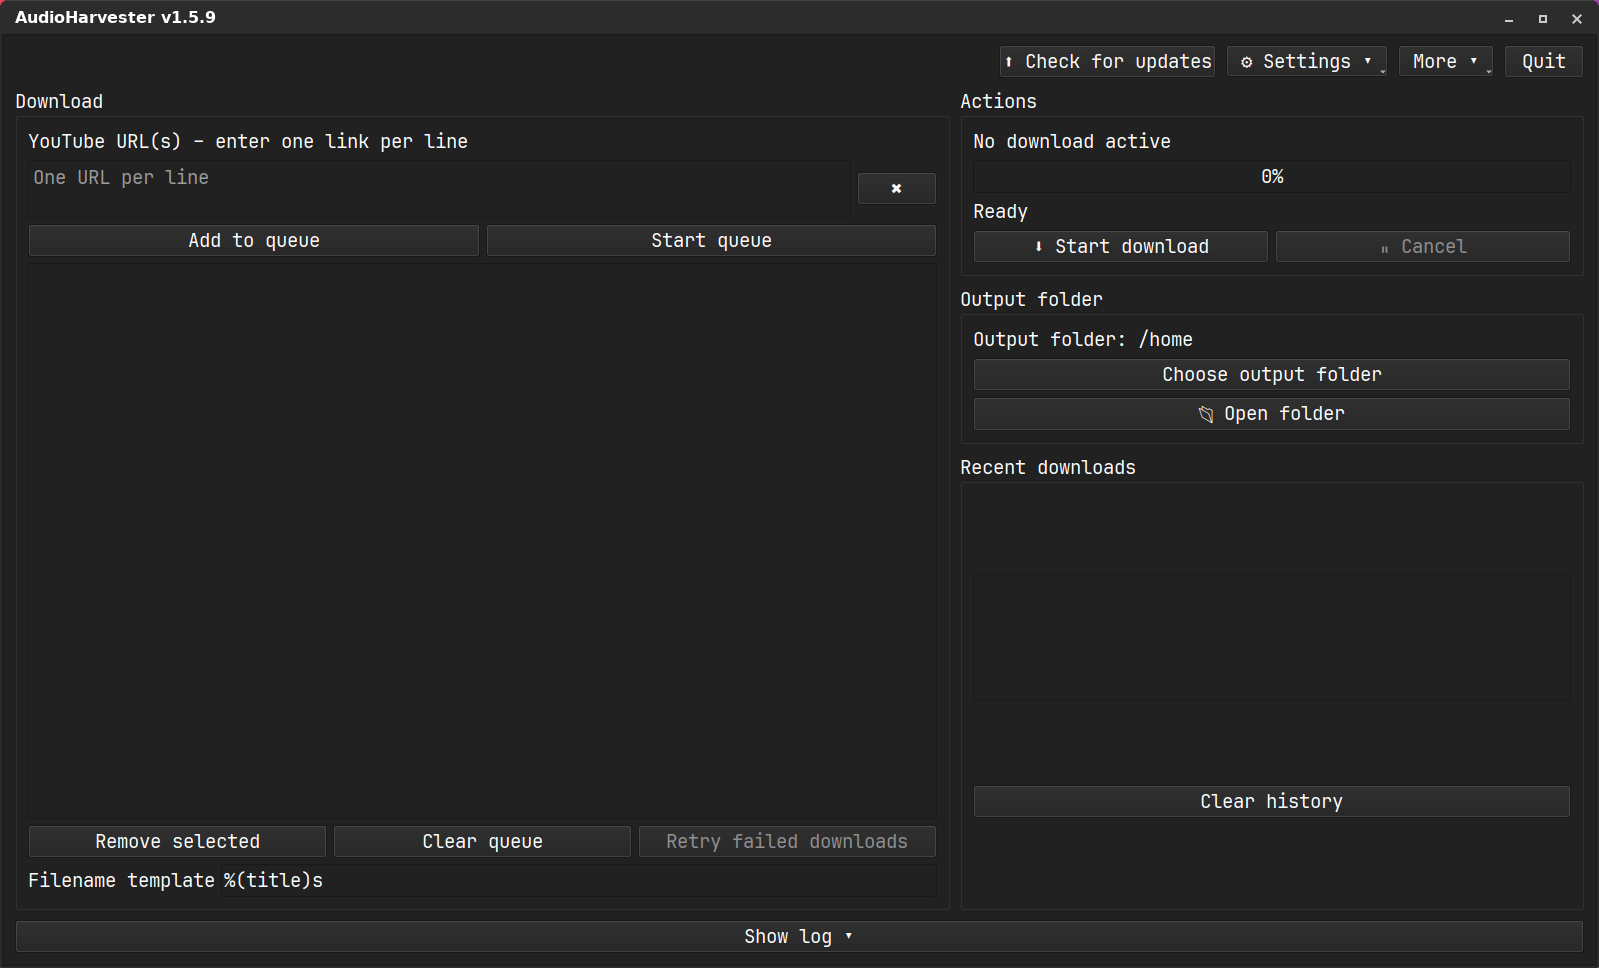 AudioHarvester v1.5.9
⬆ Check for updates
⚙ Settings ▾
More ▾
Quit
Download
YouTube URL(s) – enter one link per line
One URL per line
✖
Add to queue
Start queue
Remove selected
Clear queue
Retry failed downloads
Filename template %(title)s
Actions
No download active
0%
Ready
⬇ Start download
⏸ Cancel
Output folder
Output folder: /home
Choose output folder
📁 Open folder
Recent downloads
Clear history
Show log ▾